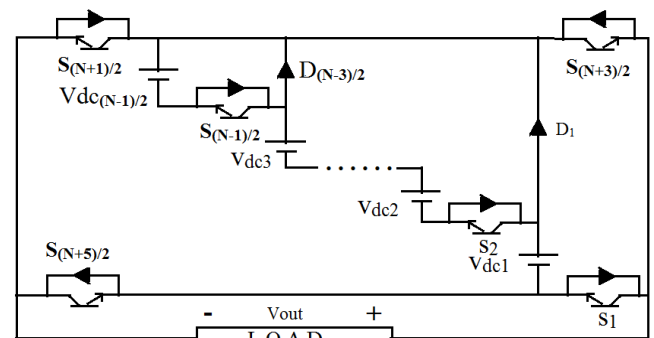 S(N+1)/2
S(N+3)/2
D(N-3)/2
Vdc(N-1)/2
D1
S(N-1)/2
Vdc3
......
Vdc2
S2
Vdc1
S(N+5)/2
- Vout +
S1
LOAD